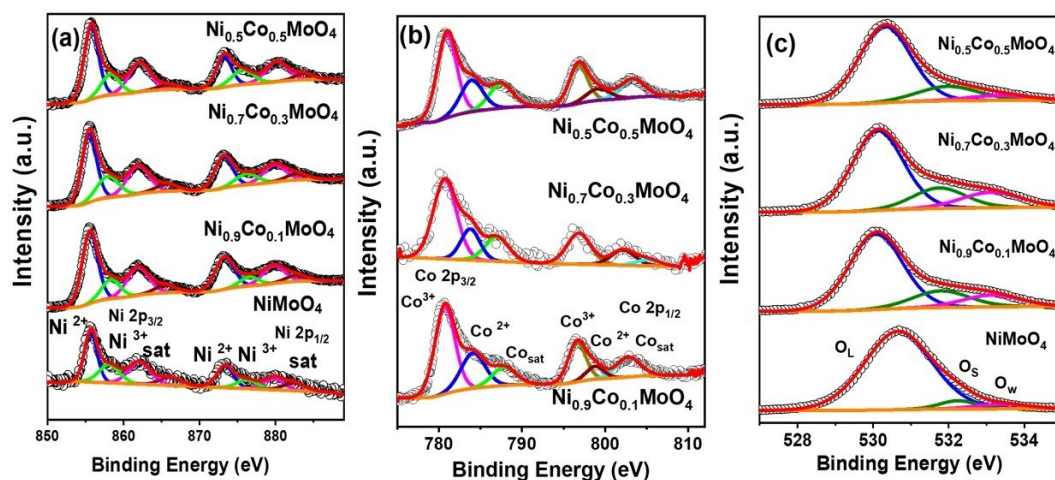 (a)
Ni0.5Co0.5MoO4
Ni0.7Co0.3MoO4
Ni0.9Co0.1MoO4
NiMoO4
Ni 2+
Ni 2p3/2
Ni 3+
sat
Ni 2+
Ni 3+
Ni 2p1/2
sat
Intensity (a.u.)
850 860 870 880
Binding Energy (eV)
(b)
Ni0.5Co0.5MoO4
Ni0.7Co0.3MoO4
Co 2p3/2
Co3+
Co 2+
Cosat
Co3+
Co 2p1/2
Co 2+
Cosat
Ni0.9Co0.1MoO4
Intensity (a.u.)
780 790 800 810
Binding Energy (eV)
(c)
Ni0.5Co0.5MoO4
Ni0.7Co0.3MoO4
Ni0.9Co0.1MoO4
NiMoO4
OL
OS
OW
Intensity (a.u.)
528 530 532 534
Binding Energy (eV)